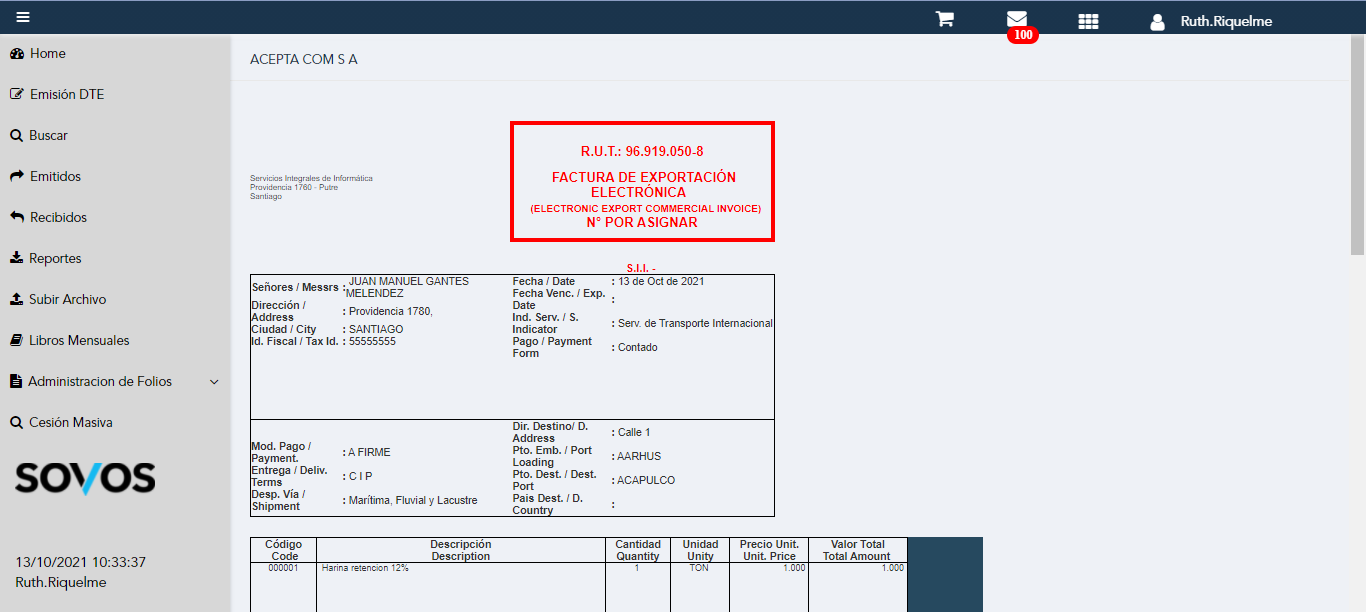 Ruth.Riquelme
100
Home
Emisión DTE
Buscar
Emitidos
Recibidos
Reportes
Subir Archivo
Libros Mensuales
Administracion de Folios
Cesión Masiva
SOVOS
13/10/2021 10:33:37
Ruth.Riquelme
ACEPTA COM S A
Servicios Integrales de Informática
Providencia 1760 - Putre
Santiago
R.U.T.: 96.919.050-8
FACTURA DE EXPORTACIÓN
ELECTRÓNICA
(ELECTRONIC EXPORT COMMERCIAL INVOICE)
N° POR ASIGNAR
S.I.I. -
Señores / Messrs : JUAN MANUEL GANTES
MELENDEZ
Dirección /
Address : Providencia 1780,
Ciudad / City : SANTIAGO
Id. Fiscal / Tax Id. : 55555555
Fecha / Date : 13 de Oct de 2021
Fecha Venc. / Exp.
Date :
Ind. Serv. / S.
Indicator : Serv. de Transporte Internacional
Pago / Payment
Form : Contado
Mod. Pago /
Payment. : A FIRME
Entrega / Deliv.
Terms : C I P
Desp. Vía /
Shipment : Marítima, Fluvial y Lacustre
Dir. Destino/ D.
Address : Calle 1
Pto. Emb. / Port
Loading : AARHUS
Pto. Dest. / Dest.
Port : ACAPULCO
Pais Dest. / D.
Country :
Código Descripción Cantidad Unidad Precio Unit. Valor Total
Code Description Quantity Unity Unit. Price Total Amount
000001 Harina retencion 12% 1 TON 1.000 1.000